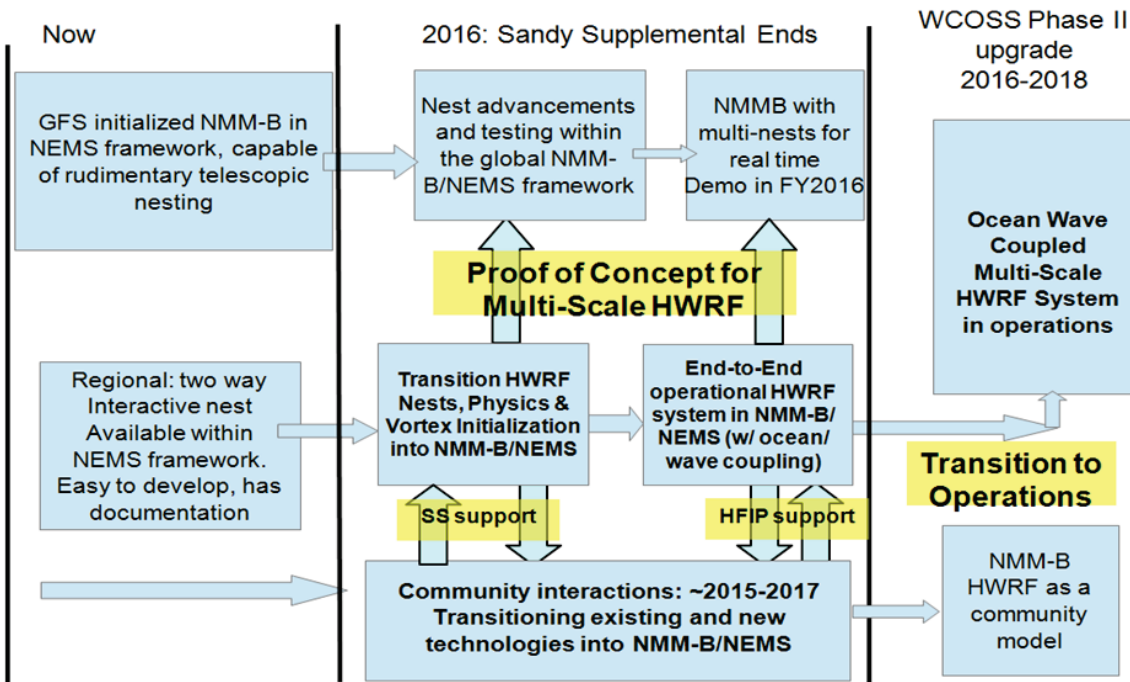 Now
2016: Sandy Supplemental Ends
WCOSS Phase II
upgrade
2016-2018
GFS initialized NMM-B in
NEMS framework, capable
of rudimentary telescopic
nesting
Nest advancements
and testing within
the global NMM-
B/NEMS framework
NMMB with
multi-nests for
real time
Demo in FY2016
Ocean Wave
Coupled
Multi-Scale
HWRF System
in operations
Proof of Concept for
Multi-Scale HWRF
Regional: two way
Interactive nest
Available within
NEMS framework.
Easy to develop, has
documentation
Transition HWRF
Nests, Physics &
Vortex Initialization
into NMM-B/NEMS
End-to-End
operational HWRF
system in NMM-B/
NEMS (w/ ocean/
wave coupling)
Transition to
Operations
SS support
HFIP support
Community interactions: ~2015-2017
Transitioning existing and new
technologies into NMM-B/NEMS
NMM-B
HWRF as a
community
model